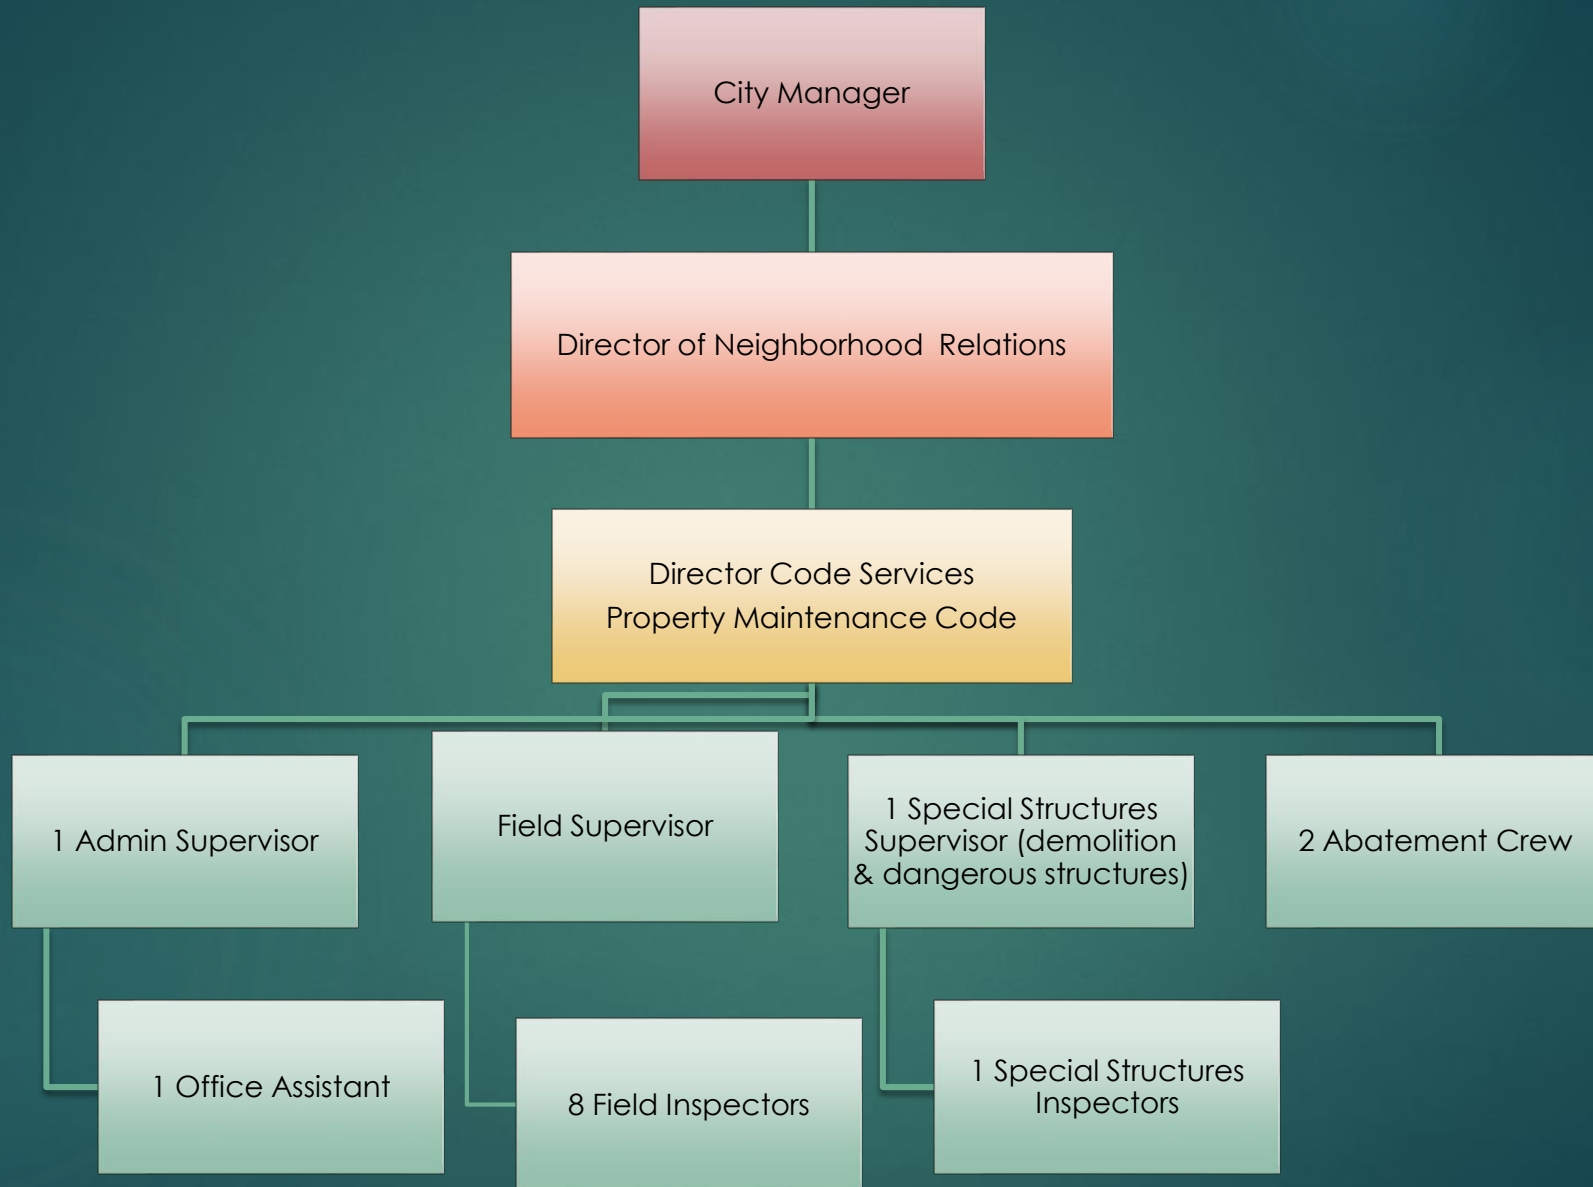 City Manager
Director of Neighborhood  Relations
Director Code Services
Property Maintenance Code
1 Admin Supervisor
Field Supervisor
1 Special Structures
Supervisor (demolition
& dangerous structures)
2 Abatement Crew
1 Office Assistant
8 Field Inspectors
1 Special Structures
Inspectors